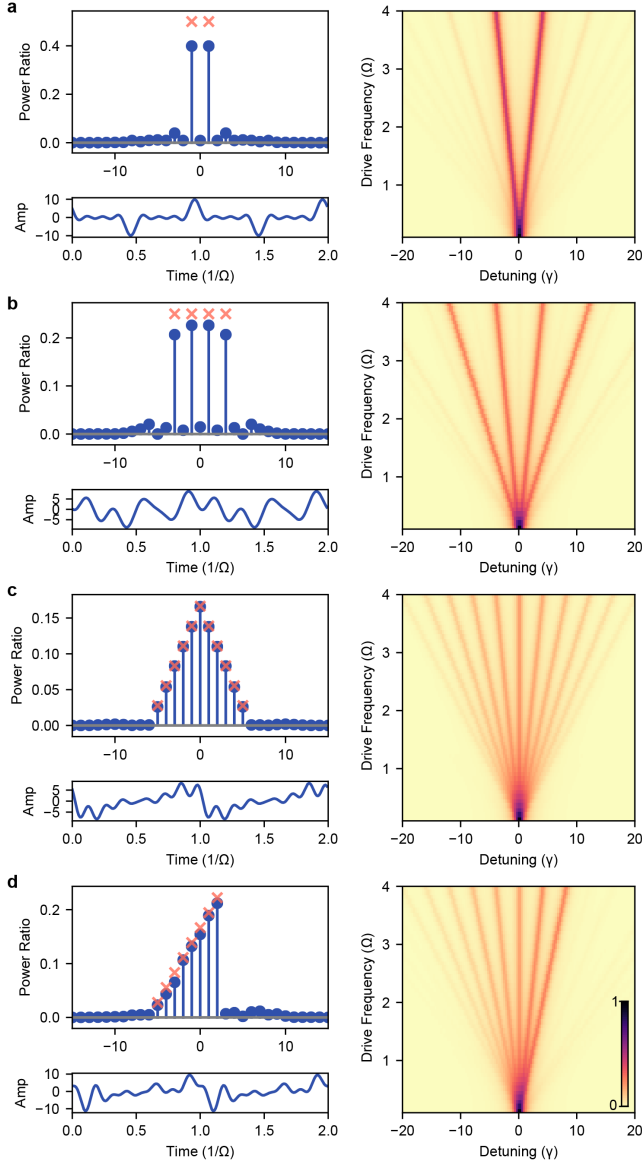 a
Power Ratio
0.4
0.2
0.0
−10 0 10
Amp
10
0
−10
0.0 0.5 1.0 1.5 2.0
Time (1/Ω)
Drive Frequency (Ω)
4
3
2
1
−20 −10 0 10 20
Detuning (γ)
b
Power Ratio
0.2
0.1
0.0
−10 0 10
Amp
5
0
−5
0.0 0.5 1.0 1.5 2.0
Time (1/Ω)
Drive Frequency (Ω)
4
3
2
1
−20 −10 0 10 20
Detuning (γ)
c
Power Ratio
0.15
0.10
0.05
0.00
−10 0 10
Amp
5
0
−5
0.0 0.5 1.0 1.5 2.0
Time (1/Ω)
Drive Frequency (Ω)
4
3
2
1
−20 −10 0 10 20
Detuning (γ)
d
Power Ratio
0.2
0.1
0.0
−10 0 10
Amp
10
0
−10
0.0 0.5 1.0 1.5 2.0
Time (1/Ω)
Drive Frequency (Ω)
4
3
2
1
1
0
−20 −10 0 10 20
Detuning (γ)